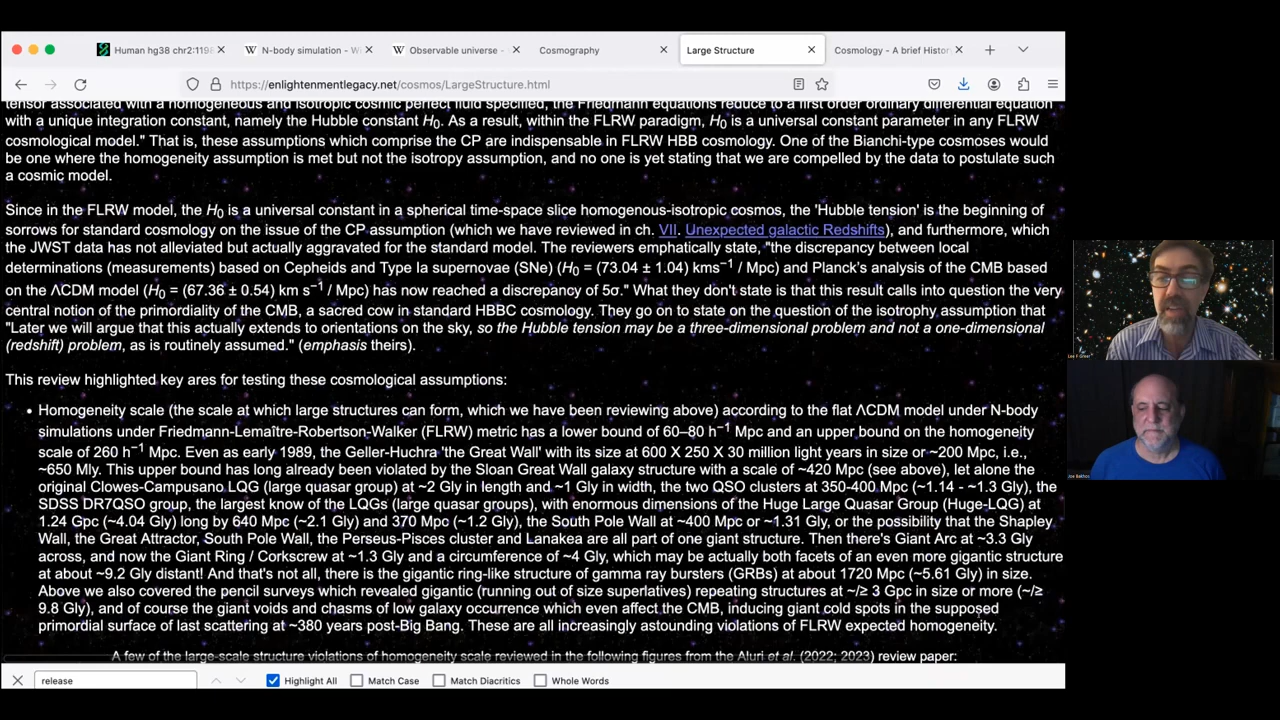 Human hg38 chr2:1198
N-body simulation - Wi
Observable universe -
Cosmography
Large Structure
Cosmology - A brief Histor
https://enlightenmentlegacy.net/cosmos/LargeStructure.html
tensor associated with a homogeneous and isotropic cosmic perfect fluid specified, the Friedmann equations reduce to a first order ordinary differential equation
with a unique integration constant, namely the Hubble constant H0. As a result, within the FLRW paradigm, H0 is a universal constant parameter in any FLRW
cosmological model." That is, these assumptions which comprise the CP are indispensable in FLRW HBB cosmology. One of the Bianchi-type cosmoses would
be one where the homogeneity assumption is met but not the isotropy assumption, and no one is yet stating that we are compelled by the data to postulate such
a cosmic model.
Since in the FLRW model, the H0 is a universal constant in a spherical time-space slice homogenous-isotropic cosmos, the 'Hubble tension' is the beginning of
sorrows for standard cosmology on the issue of the CP assumption (which we have reviewed in ch. VII. Unexpected galactic Redshifts), and furthermore, which
the JWST data has not alleviated but actually aggravated for the standard model. The reviewers emphatically state, "the discrepancy between local
determinations (measurements) based on Cepheids and Type Ia supernovae (SNe) (H0 = (73.04 ± 1.04) kms−1 / Mpc) and Planck's analysis of the CMB based
on the ΛCDM model (H0 = (67.36 ± 0.54) km s−1 / Mpc) has now reached a discrepancy of 5σ." What they don't state is that this result calls into question the very
central notion of the primordiality of the CMB, a sacred cow in standard HBBC cosmology. They go on to state on the question of the isotrophy assumption that
"Later we will argue that this actually extends to orientations on the sky, so the Hubble tension may be a three-dimensional problem and not a one-dimensional
(redshift) problem, as is routinely assumed." (emphasis theirs).
This review highlighted key ares for testing these cosmological assumptions:
• Homogeneity scale (the scale at which large structures can form, which we have been reviewing above) according to the flat ΛCDM model under N-body
simulations under Friedmann-Lemaître-Robertson-Walker (FLRW) metric has a lower bound of 60–80 h−1 Mpc and an upper bound on the homogeneity
scale of 260 h−1 Mpc. Even as early 1989, the Geller-Huchra 'the Great Wall' with its size at 600 X 250 X 30 million light years in size or ~200 Mpc, i.e.,
~650 Mly. This upper bound has long already been violated by the Sloan Great Wall galaxy structure with a scale of ~420 Mpc (see above), let alone the
original Clowes-Campusano LQG (large quasar group) at ~2 Gly in length and ~1 Gly in width, the two QSO clusters at 350-400 Mpc (~1.14 - ~1.3 Gly), the
SDSS DR7QSO group, the largest know of the LQGs (large quasar groups), with enormous dimensions of the Huge Large Quasar Group (Huge-LQG) at
1.24 Gpc (~4.04 Gly) long by 640 Mpc (~2.1 Gly) and 370 Mpc (~1.2 Gly), the South Pole Wall at ~400 Mpc or ~1.31 Gly, or the possibility that the Shapley
Wall, the Great Attractor, South Pole Wall, the Perseus-Pisces cluster and Lanakea are all part of one giant structure. Then there's Giant Arc at ~3.3 Gly
across, and now the Giant Ring / Corkscrew at ~1.3 Gly and a circumference of ~4 Gly, which may be actually both facets of an even more gigantic structure
at about ~9.2 Gly distant! And that's not all, there is the gigantic ring-like structure of gamma ray bursters (GRBs) at about 1720 Mpc (~5.61 Gly) in size.
Above we also covered the pencil surveys which revealed gigantic (running out of size superlatives) repeating structures at ~/≥ 3 Gpc in size or more (~/≥
9.8 Gly), and of course the giant voids and chasms of low galaxy occurrence which even affect the CMB, inducing giant cold spots in the supposed
primordial surface of last scattering at ~380 years post-Big Bang. These are all increasingly astounding violations of FLRW expected homogeneity.
A few of the large-scale structure violations of homogeneity scale reviewed in the following figures from the Aluri et al. (2022; 2023) review paper:
release
Highlight All
Match Case
Match Diacritics
Whole Words